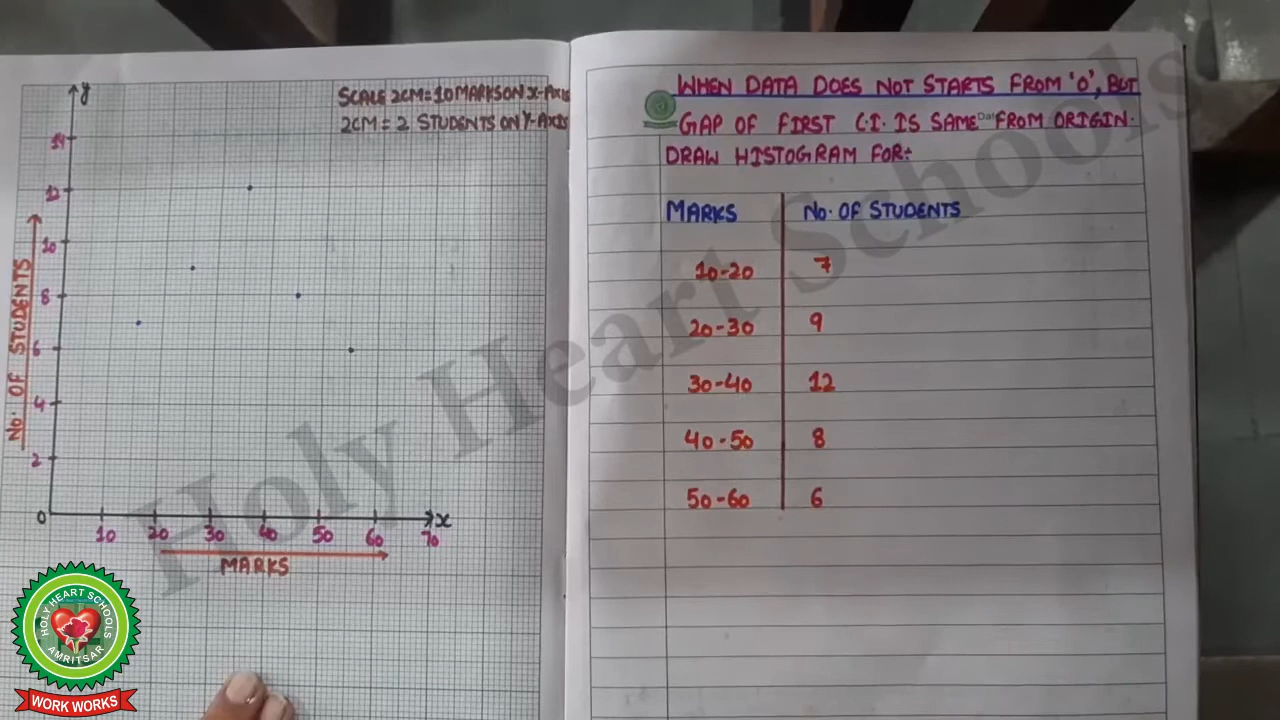 y
SCALE 2CM=10 MARKS ON X-AXIS
2CM=2 STUDENTS ON Y-AXIS
14
12
10
8
6
4
2
0
NO. OF STUDENTS
10 20 30 40 50 60 70
x
MARKS
WHEN DATA DOES NOT STARTS FROM '0', BUT
GAP OF FIRST C.I. IS SAME FROM ORIGIN.
DRAW HISTOGRAM FOR:-
MARKS NO. OF STUDENTS
10-20 7
20-30 9
30-40 12
40-50 8
50-60 6
Holy Heart Schools
HOLY HEART SCHOOLS
AMRITSAR
WORK WORKS